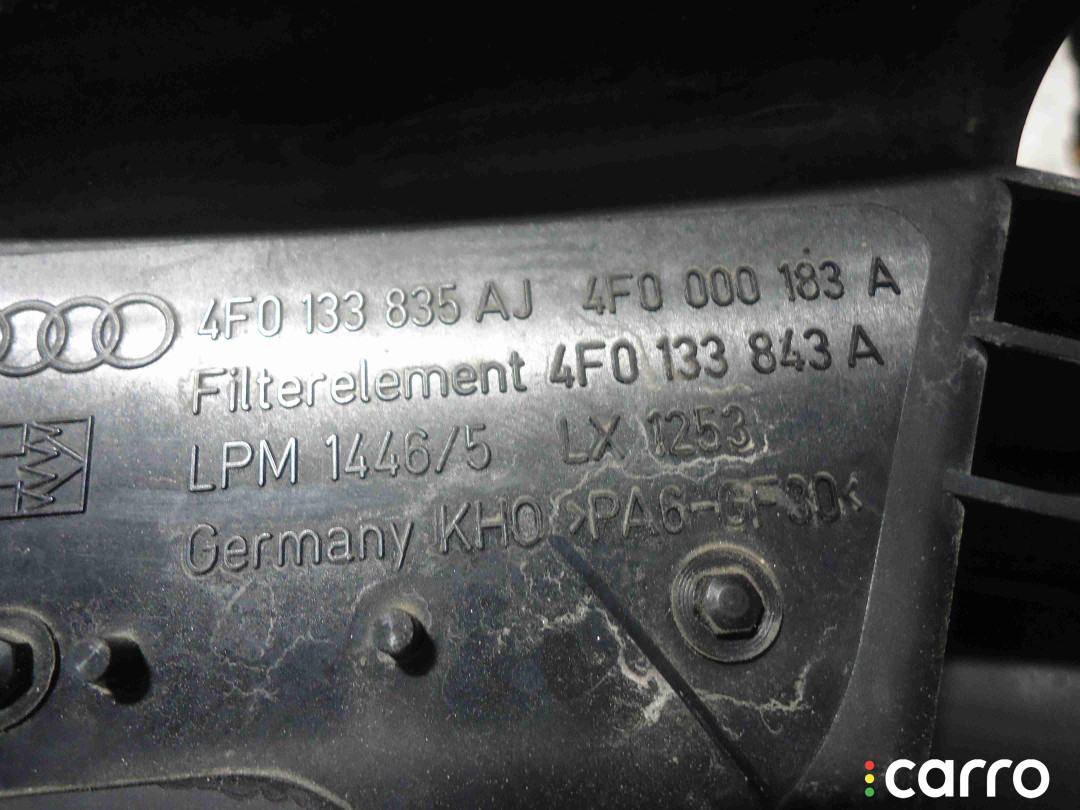 4F0 133 835 AJ 4F0 000 183 A
Filterelement 4F0 133 843 A
LPM 1446/5 LX 1253
Germany KHO >PA6-GF30<
carro